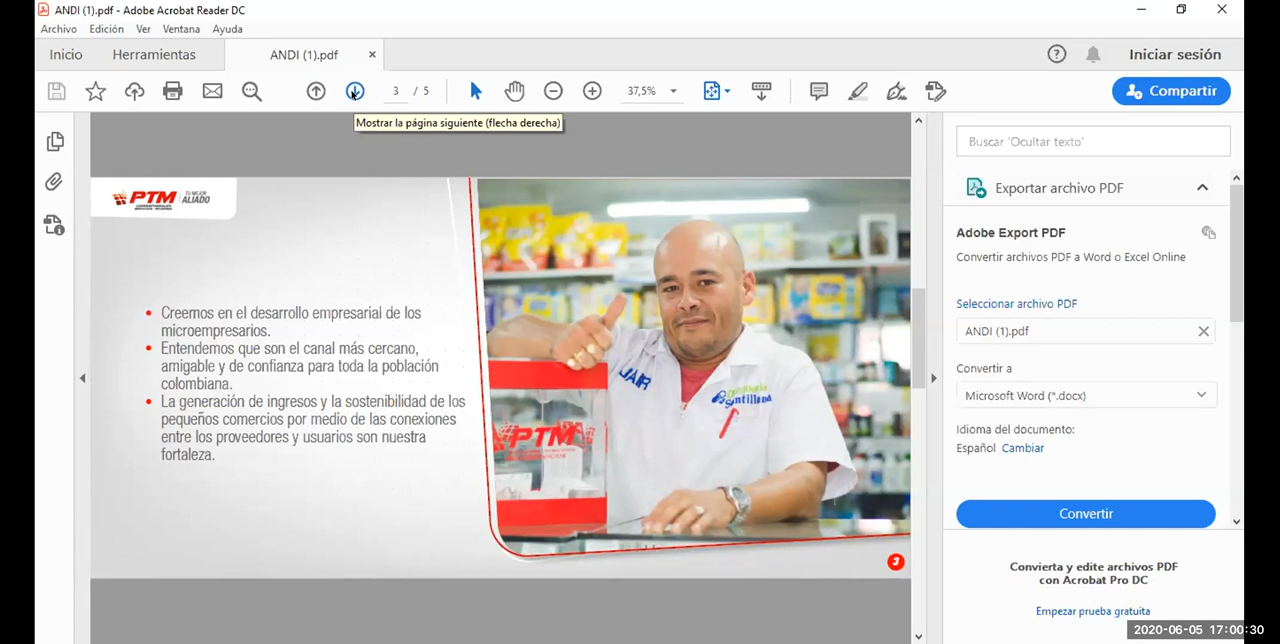 ANDI (1).pdf - Adobe Acrobat Reader DC
Archivo Edición Ver Ventana Ayuda
Inicio Herramientas ANDI (1).pdf × Iniciar sesión
3 / 5 37,5% Compartir
Mostrar la página siguiente (flecha derecha)
Buscar 'Ocultar texto'
PTM TU MEJOR
ALIADO
Exportar archivo PDF
Adobe Export PDF
Convertir archivos PDF a Word o Excel Online
Seleccionar archivo PDF
ANDI (1).pdf
Convertir a
Microsoft Word (*.docx)
Idioma del documento:
Español Cambiar
Convertir
Convierta y edite archivos PDF
con Acrobat Pro DC
Empezar prueba gratuita
• Creemos en el desarrollo empresarial de los
microempresarios.
• Entendemos que son el canal más cercano,
amigable y de confianza para toda la población
colombiana.
• La generación de ingresos y la sostenibilidad de los
pequeños comercios por medio de las conexiones
entre los proveedores y usuarios son nuestra
fortaleza.
JAIR
Santillana
PTM
3
2020-06-05 17:00:30